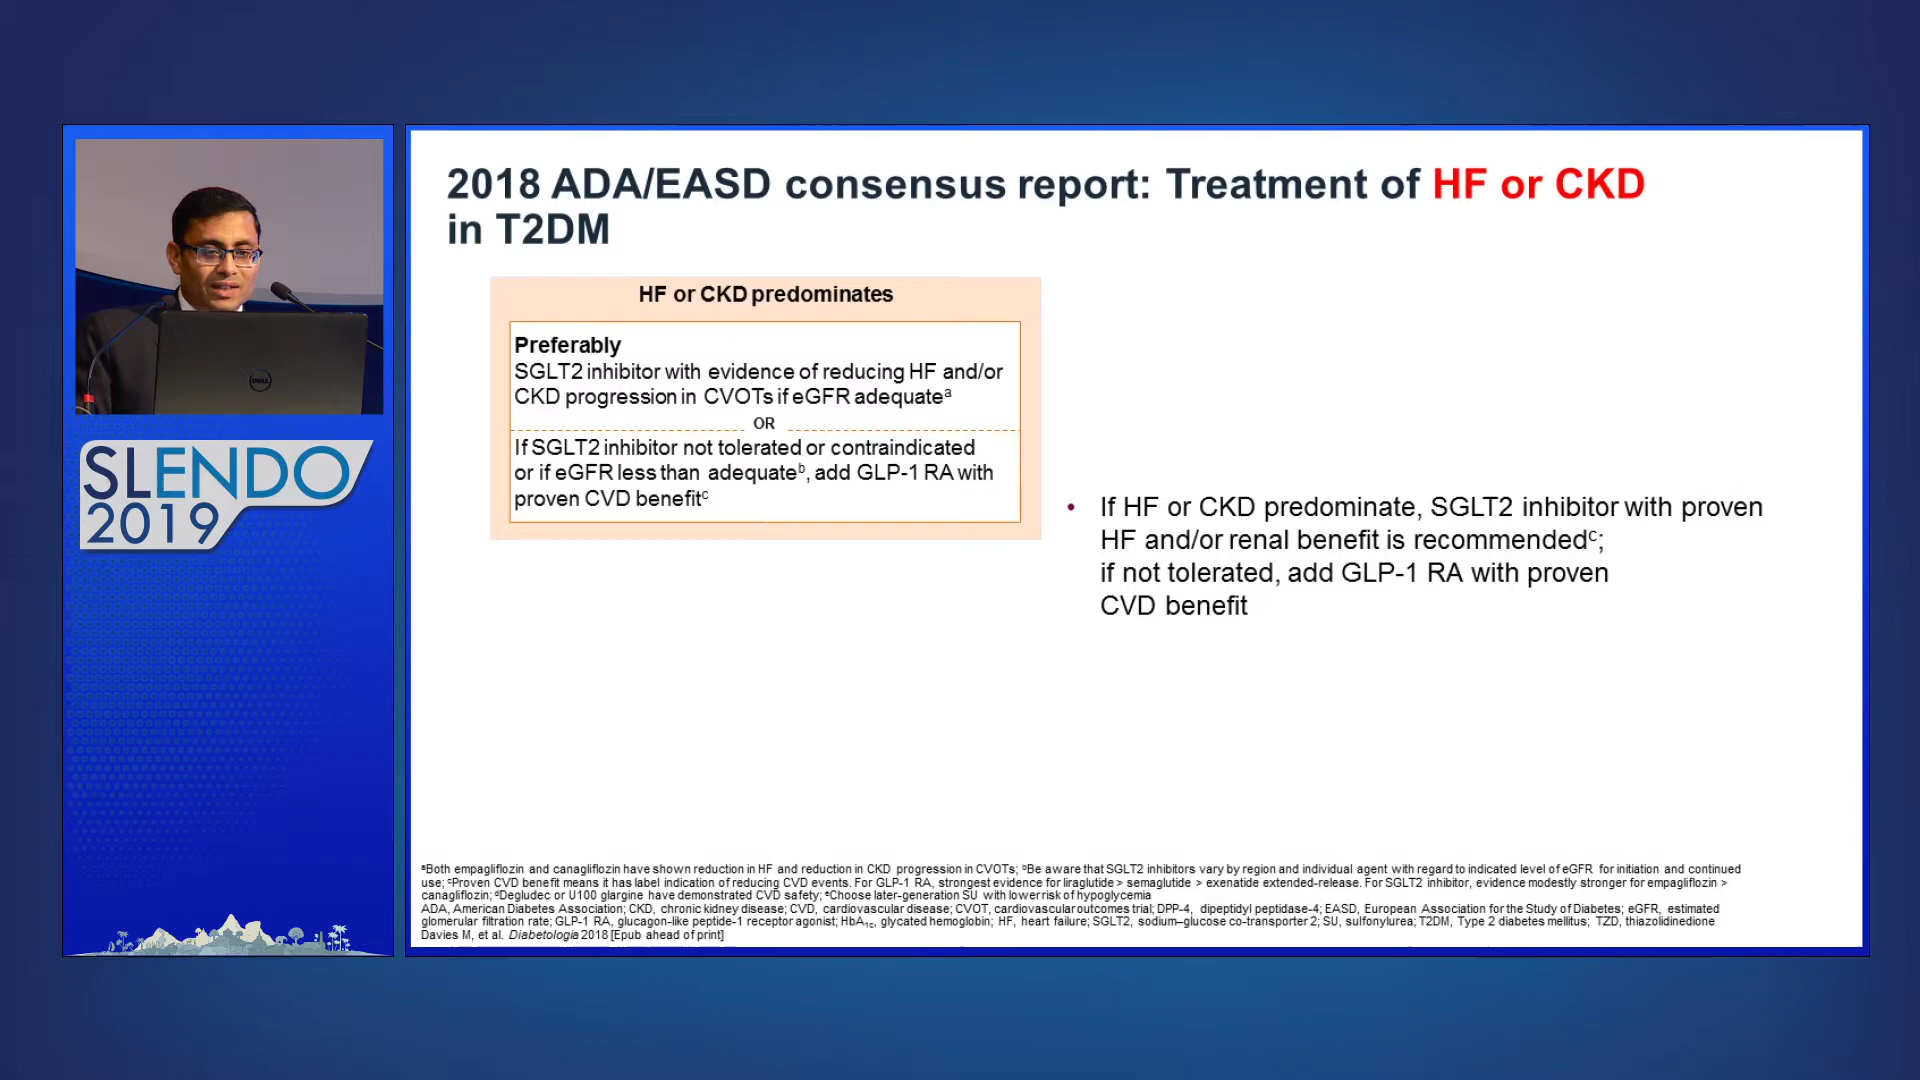 2018 ADA/EASD consensus report: Treatment of HF or CKD
in T2DM
HF or CKD predominates
Preferably
SGLT2 inhibitor with evidence of reducing HF and/or
CKD progression in CVOTs if eGFR adequateᵃ
OR
If SGLT2 inhibitor not tolerated or contraindicated
or if eGFR less than adequateᵇ, add GLP-1 RA with
proven CVD benefitᶜ
• If HF or CKD predominate, SGLT2 inhibitor with proven
HF and/or renal benefit is recommendedᶜ;
if not tolerated, add GLP-1 RA with proven
CVD benefit
DELL
SLENDO
2019
ᵃBoth empagliflozin and canagliflozin have shown reduction in HF and reduction in CKD progression in CVOTs; ᵇBe aware that SGLT2 inhibitors vary by region and individual agent with regard to indicated level of eGFR for initiation and continued
use; ᶜProven CVD benefit means it has label indication of reducing CVD events. For GLP-1 RA, strongest evidence for liraglutide > semaglutide > exenatide extended-release. For SGLT2 inhibitor, evidence modestly stronger for empagliflozin >
canagliflozin; ᵈDegludec or U100 glargine have demonstrated CVD safety; ᵉChoose later-generation SU with lower risk of hypoglycemia
ADA, American Diabetes Association; CKD, chronic kidney disease; CVD, cardiovascular disease; CVOT, cardiovascular outcomes trial; DPP-4, dipeptidyl peptidase-4; EASD, European Association for the Study of Diabetes; eGFR, estimated
glomerular filtration rate; GLP-1 RA, glucagon-like peptide-1 receptor agonist; HbA₁c, glycated hemoglobin; HF, heart failure; SGLT2, sodium–glucose co-transporter 2; SU, sulfonylurea; T2DM, Type 2 diabetes mellitus; TZD, thiazolidinedione
Davies M, et al. Diabetologia 2018 [Epub ahead of print]